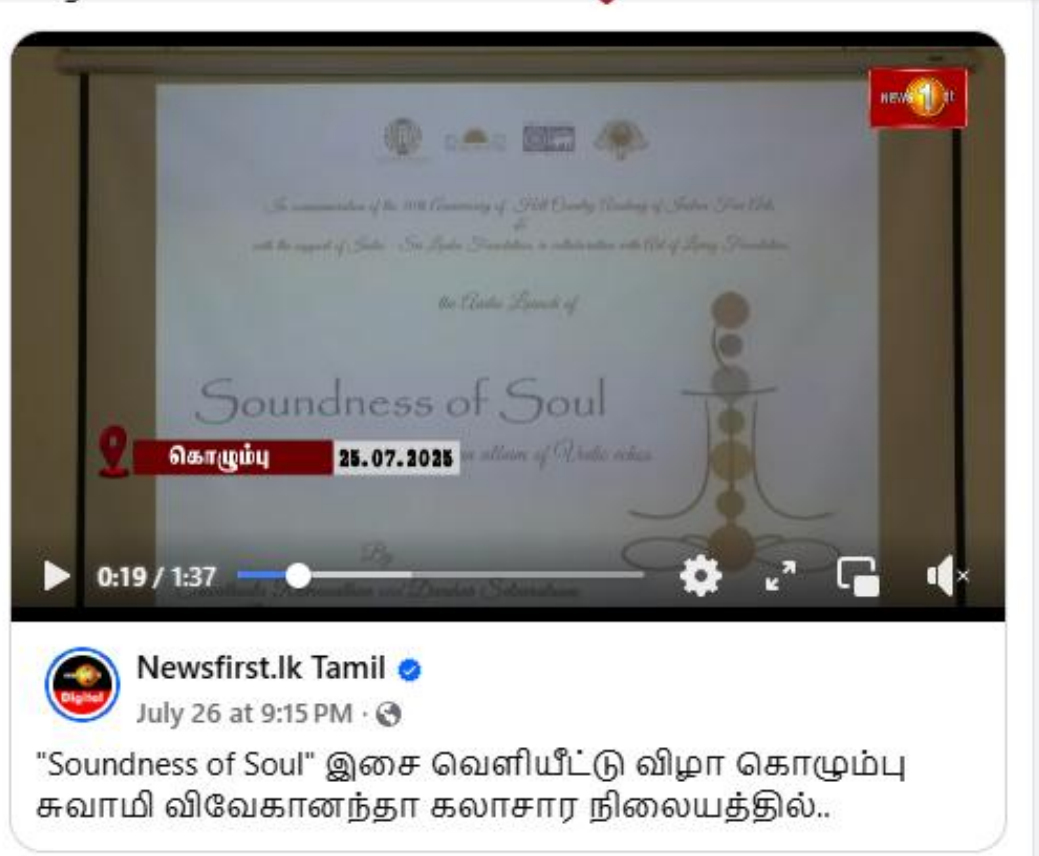 NEWS 1st
In commemoration of the 10th Anniversary of Hill Country Academy of Indian Fine Arts
&
with the support of India - Sri Lanka Foundation in collaboration with Art of Living Foundation
the Audio Launch of
Soundness of Soul
கொழும்பு 25.07.2025 an album of Vedic echos
By
0:19 / 1:37
Newsfirst.lk Tamil
Digital
July 26 at 9:15 PM ·
"Soundness of Soul" இசை வெளியீட்டு விழா கொழும்பு
சுவாமி விவேகானந்தா கலாசார நிலையத்தில்..